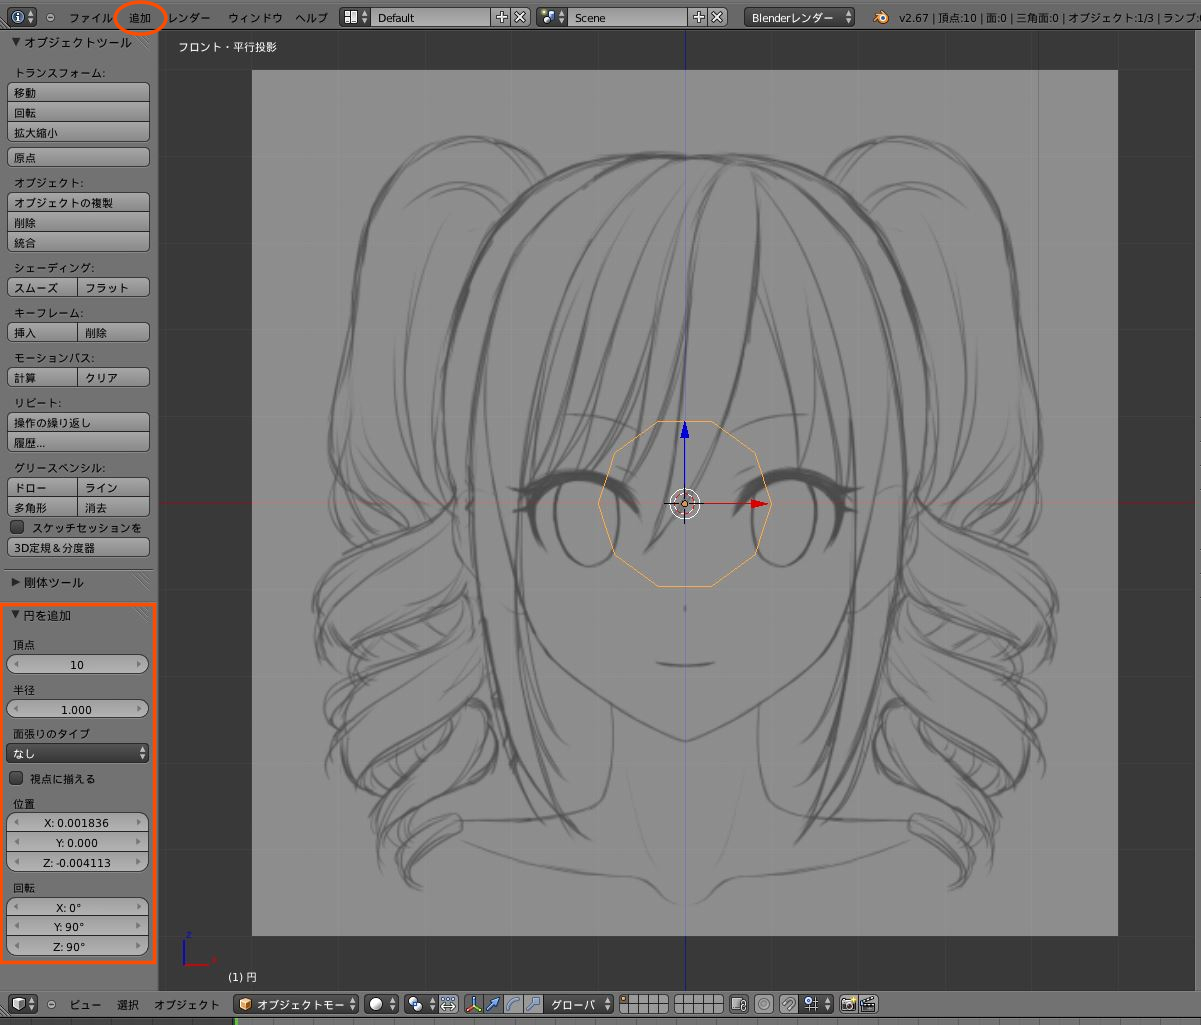 ファイル 追加 レンダー ウィンドウ ヘルプ Default Scene Blenderレンダー v2.67 | 頂点:10 | 面:0 | 三角面:0 | オブジェクト:1/3 | ランプ:
オブジェクトツール
フロント・平行投影
トランスフォーム:
移動
回転
拡大縮小
原点
オブジェクト:
オブジェクトの複製
削除
統合
シェーディング:
スムーズ フラット
キーフレーム:
挿入 削除
モーションパス:
計算 クリア
リピート:
操作の繰り返し
履歴...
グリースペンシル:
ドロー ライン
多角形 消去
スケッチセッションを
3D定規＆分度器
剛体ツール
円を追加
頂点
10
半径
1.000
面張りのタイプ
なし
視点に揃える
位置
X: 0.001836
Y: 0.000
Z: -0.004113
回転
X: 0°
Y: 90°
Z: 90°
z
x
(1) 円
ビュー 選択 オブジェクト オブジェクトモー グローバ